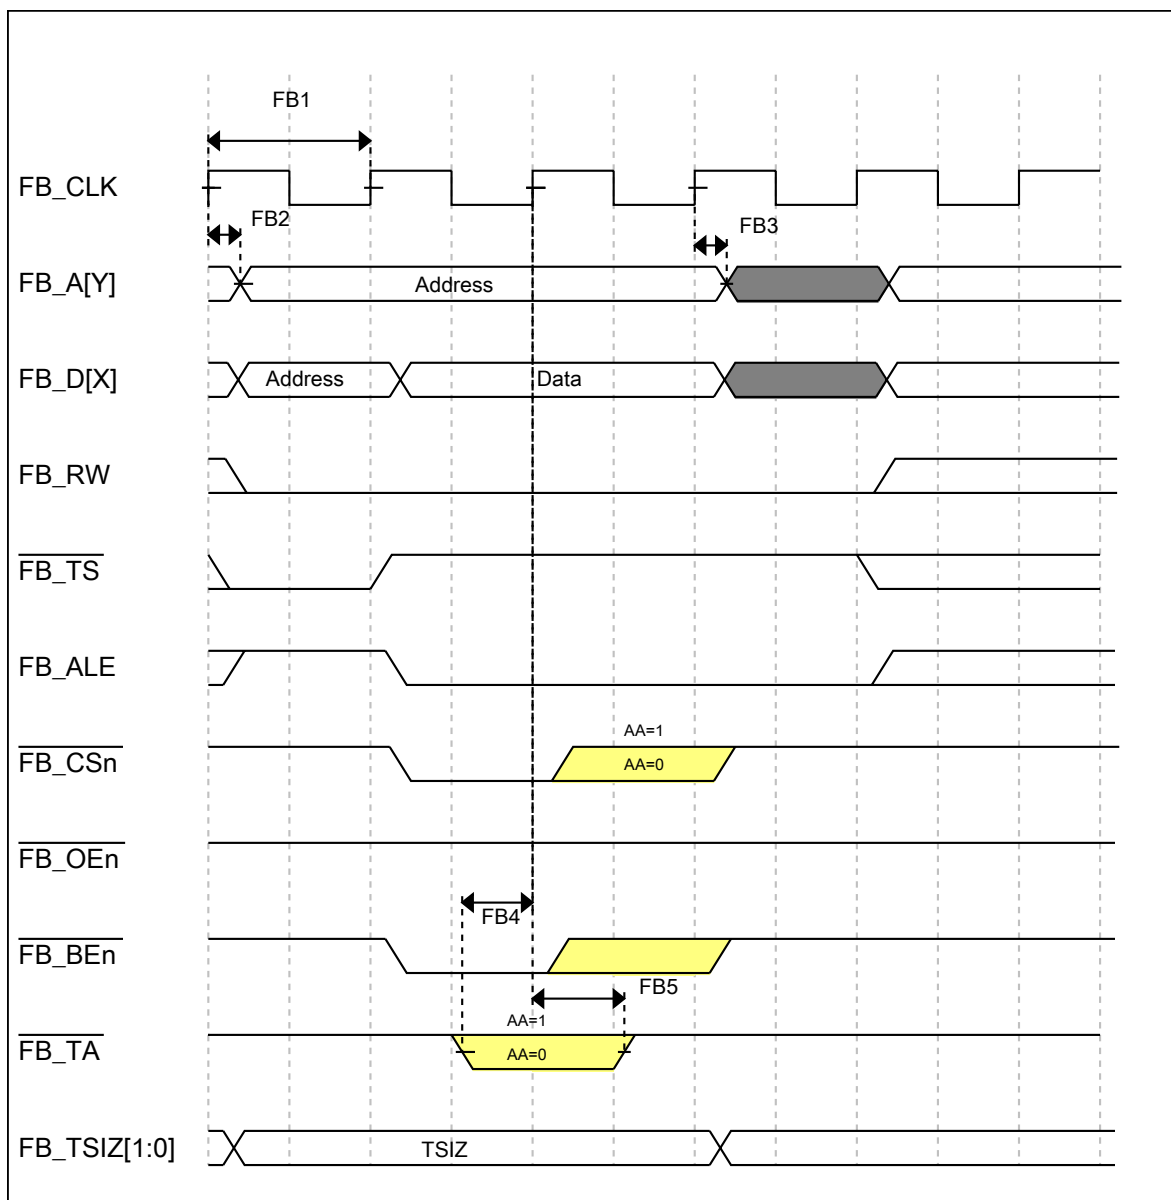 FB1
FB_CLK
FB2
FB3
FB_A[Y]
Address
FB_D[X]
Address
Data
FB_RW
FB_TS
FB_ALE
AA=1
FB_CSn
AA=0
FB_OEn
FB4
FB_BEn
FB5
AA=1
FB_TA
AA=0
FB_TSIZ[1:0]
TSIZ